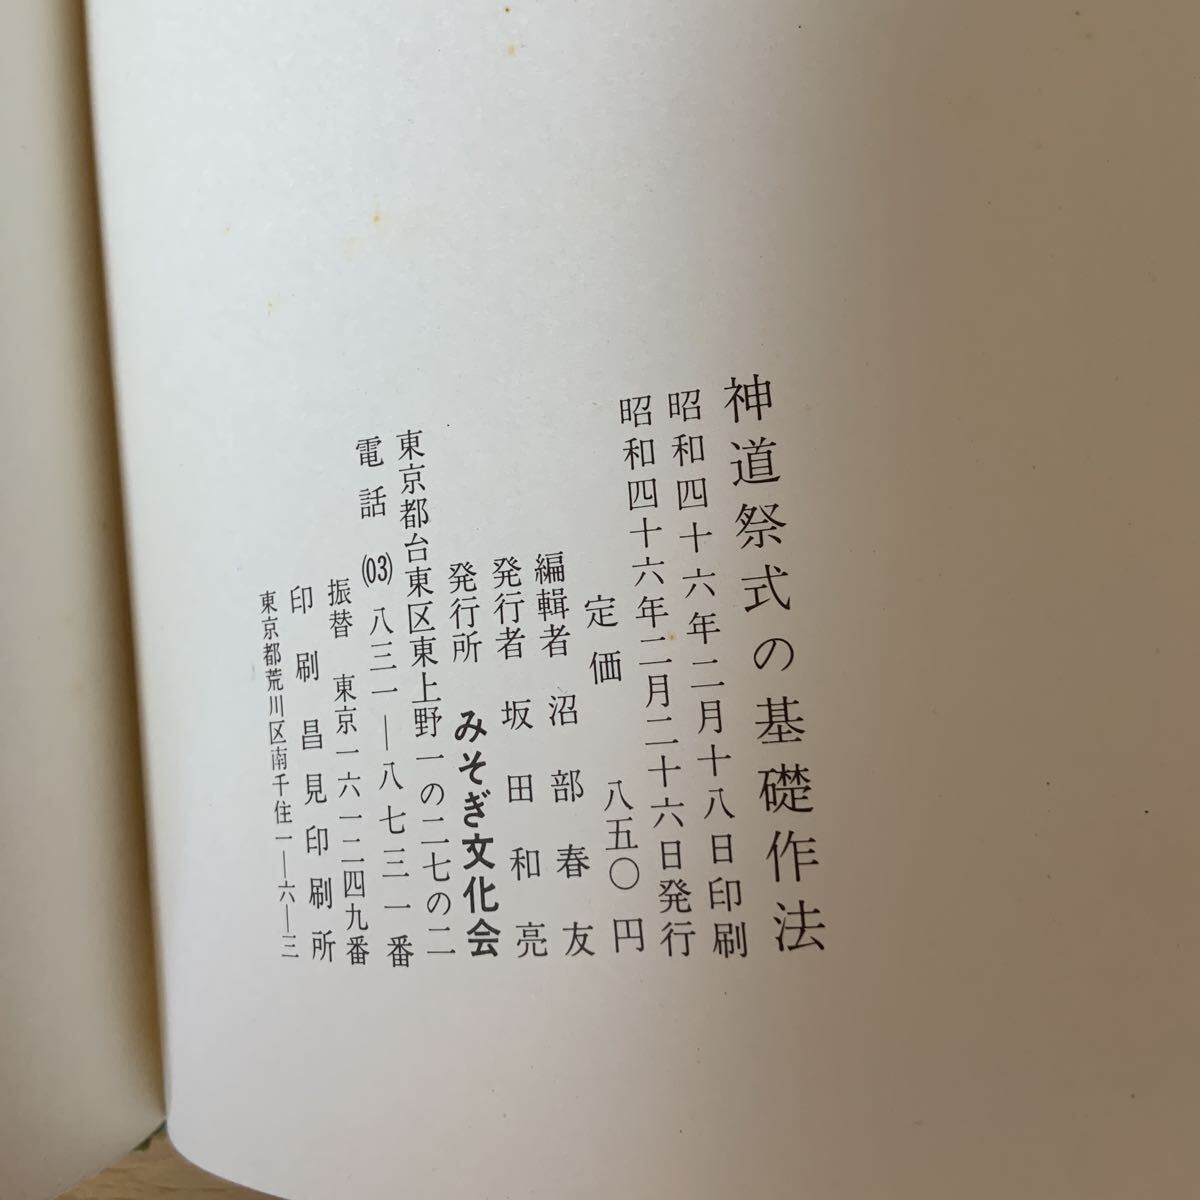 神道祭式の基礎作法
昭和四十六年二月十八日印刷
昭和四十六年二月二十六日発行
定価 八五〇円
編輯者 沼部春友
発行者 坂田和亮
発行所 みそぎ文化会
東京都台東区東上野一の二七の二
電話 (03) 八三一―八七三一番
振替 東京一六一二四九番
印刷 昌見印刷所
東京都荒川区南千住一―六―三